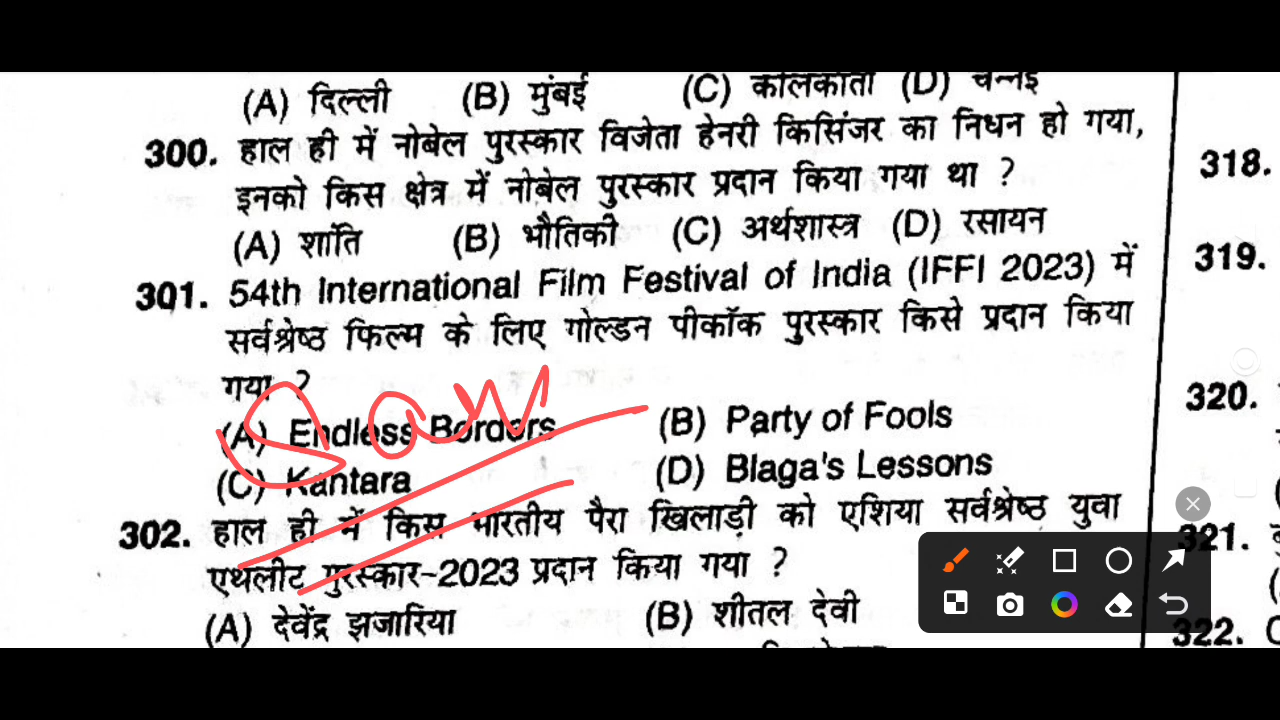 (A) दिल्ली (B) मुंबई (C) कोलकाता (D) चेन्नई
300. हाल ही में नोबेल पुरस्कार विजेता हेनरी किसिंजर का निधन हो गया,
इनको किस क्षेत्र में नोबेल पुरस्कार प्रदान किया गया था ?
(A) शांति (B) भौतिकी (C) अर्थशास्त्र (D) रसायन
301. 54th International Film Festival of India (IFFI 2023) में
सर्वश्रेष्ठ फिल्म के लिए गोल्डन पीकॉक पुरस्कार किसे प्रदान किया
गया ?
(A) Endless Borders (B) Party of Fools
(C) Kantara (D) Blaga's Lessons
302. हाल ही में किस भारतीय पैरा खिलाड़ी को एशिया सर्वश्रेष्ठ युवा
एथलीट पुरस्कार-2023 प्रदान किया गया ?
(A) देवेंद्र झजारिया (B) शीतल देवी
318.
319.
320.
321.
322.